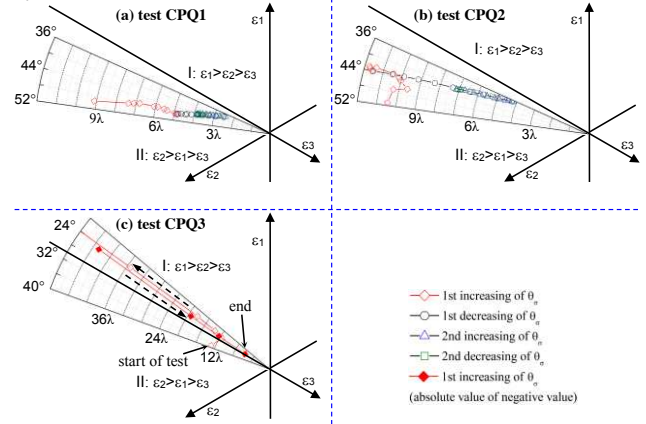 (a) test CPQ1
ε1
36°
44°
52°
I: ε1>ε2>ε3
9λ
6λ
3λ
II: ε2>ε1>ε3
ε2
ε3
(b) test CPQ2
ε1
36°
44°
52°
I: ε1>ε2>ε3
9λ
6λ
3λ
II: ε2>ε1>ε3
ε2
ε3
(c) test CPQ3
ε1
24°
32°
40°
I: ε1>ε2>ε3
end
36λ
24λ
12λ
start of test
II: ε2>ε1>ε3
ε2
ε3
1st increasing of θσ
1st decreasing of θσ
2nd increasing of θσ
2nd decreasing of θσ
1st increasing of θσ
(absolute value of negative value)